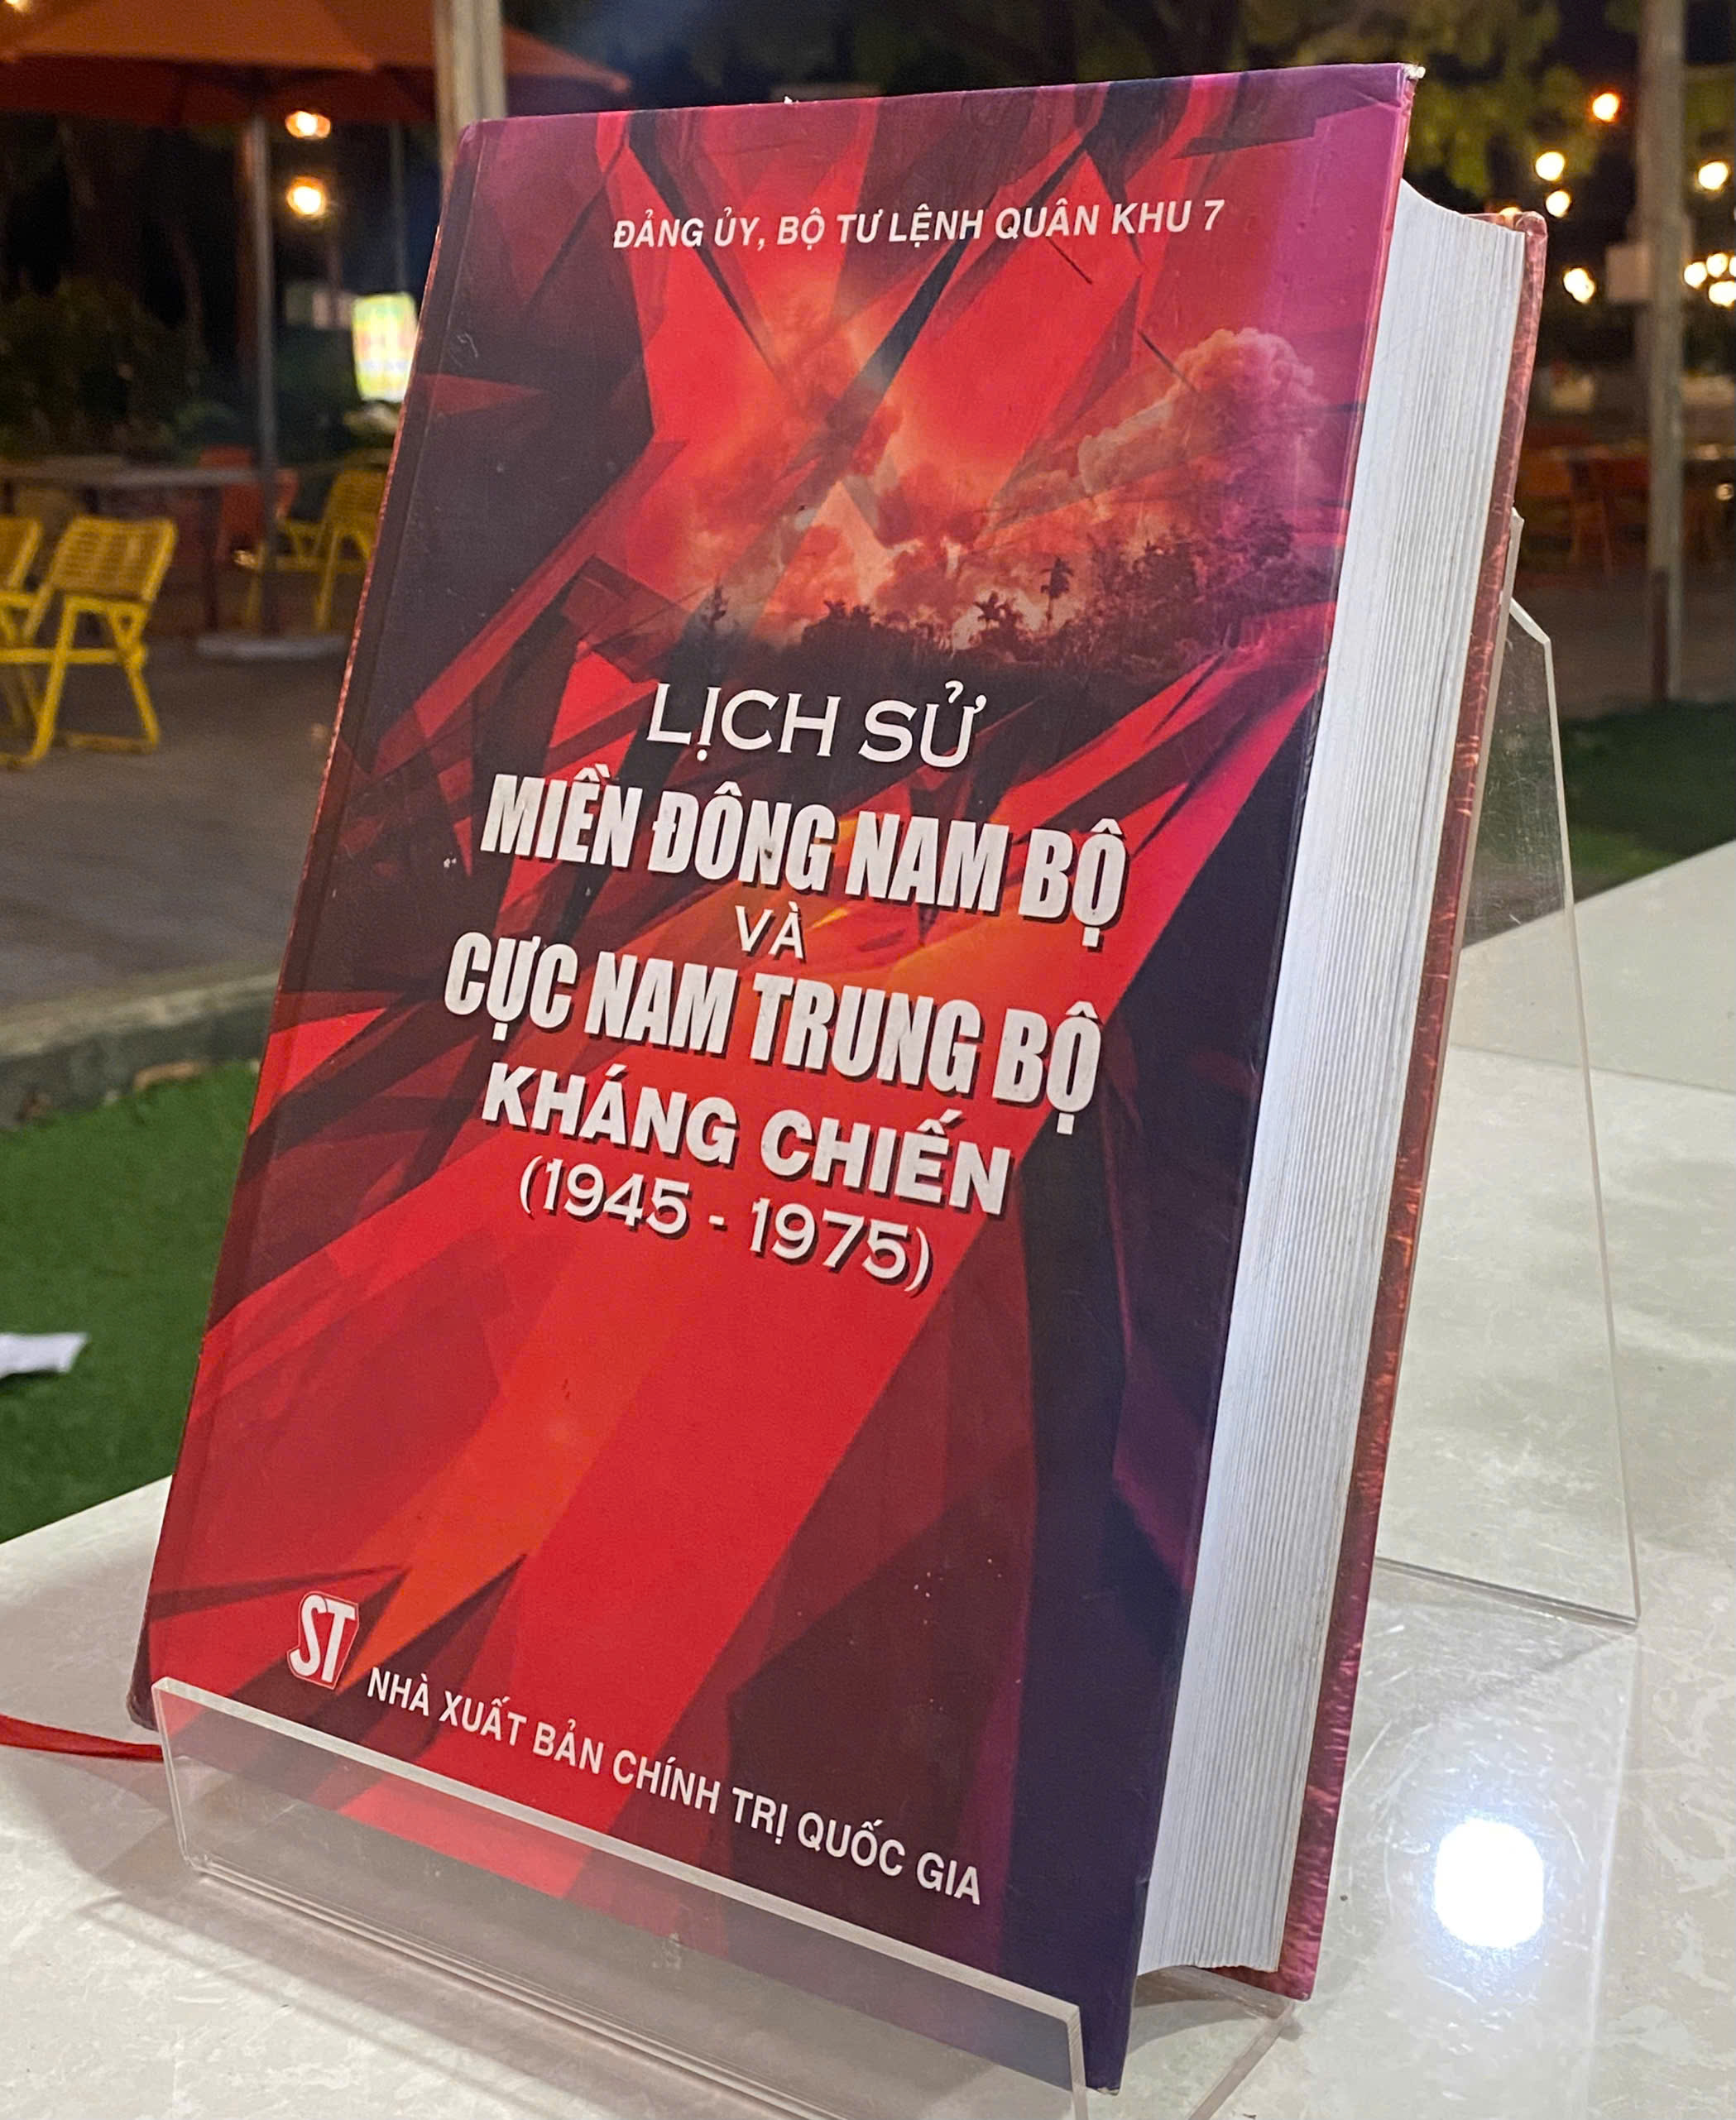 ĐẢNG ỦY, BỘ TƯ LỆNH QUÂN KHU 7
LỊCH SỬ
MIỀN ĐÔNG NAM BỘ
VÀ
CỰC NAM TRUNG BỘ
KHÁNG CHIẾN
(1945 - 1975)
ST
NHÀ XUẤT BẢN CHÍNH TRỊ QUỐC GIA